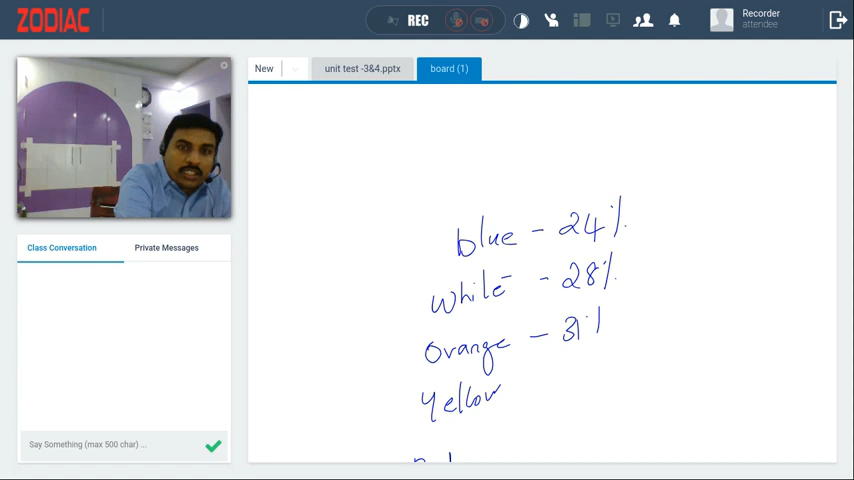 ZODIAC
REC
Recorder
attendee
New
unit test -3&4.pptx
board (1)
blue - 24%
white - 28%
orange - 31%
yellow
Class Conversation
Private Messages
Say Something (max 500 char) ...